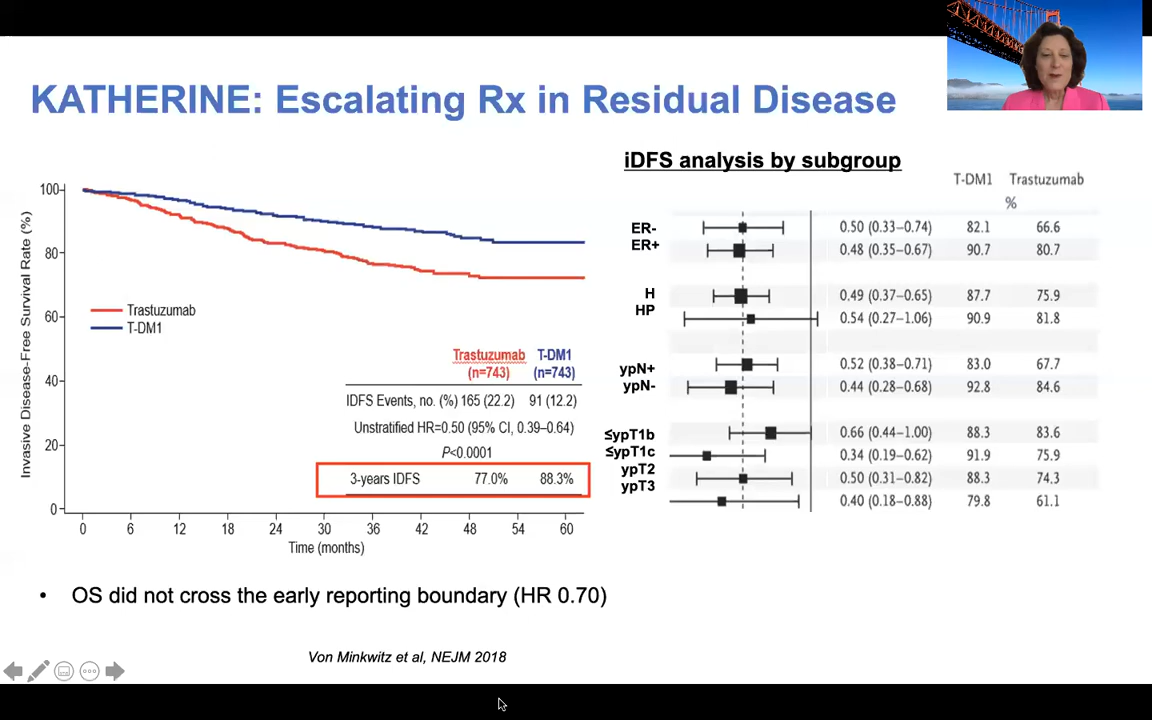 KATHERINE: Escalating Rx in Residual Disease
Invasive Disease-Free Survival Rate (%)
100
80
60
40
20
0
Trastuzumab
T-DM1
Trastuzumab T-DM1
(n=743) (n=743)
IDFS Events, no. (%) 165 (22.2) 91 (12.2)
Unstratified HR=0.50 (95% CI, 0.39–0.64)
P<0.0001
3-years IDFS 77.0% 88.3%
0 6 12 18 24 30 36 42 48 54 60
Time (months)
iDFS analysis by subgroup
T-DM1 Trastuzumab
%
ER- 0.50 (0.33–0.74) 82.1 66.6
ER+ 0.48 (0.35–0.67) 90.7 80.7
H 0.49 (0.37–0.65) 87.7 75.9
HP 0.54 (0.27–1.06) 90.9 81.8
ypN+ 0.52 (0.38–0.71) 83.0 67.7
ypN- 0.44 (0.28–0.68) 92.8 84.6
≤ypT1b 0.66 (0.44–1.00) 88.3 83.6
≤ypT1c 0.34 (0.19–0.62) 91.9 75.9
ypT2 0.50 (0.31–0.82) 88.3 74.3
ypT3 0.40 (0.18–0.88) 79.8 61.1
• OS did not cross the early reporting boundary (HR 0.70)
Von Minkwitz et al, NEJM 2018